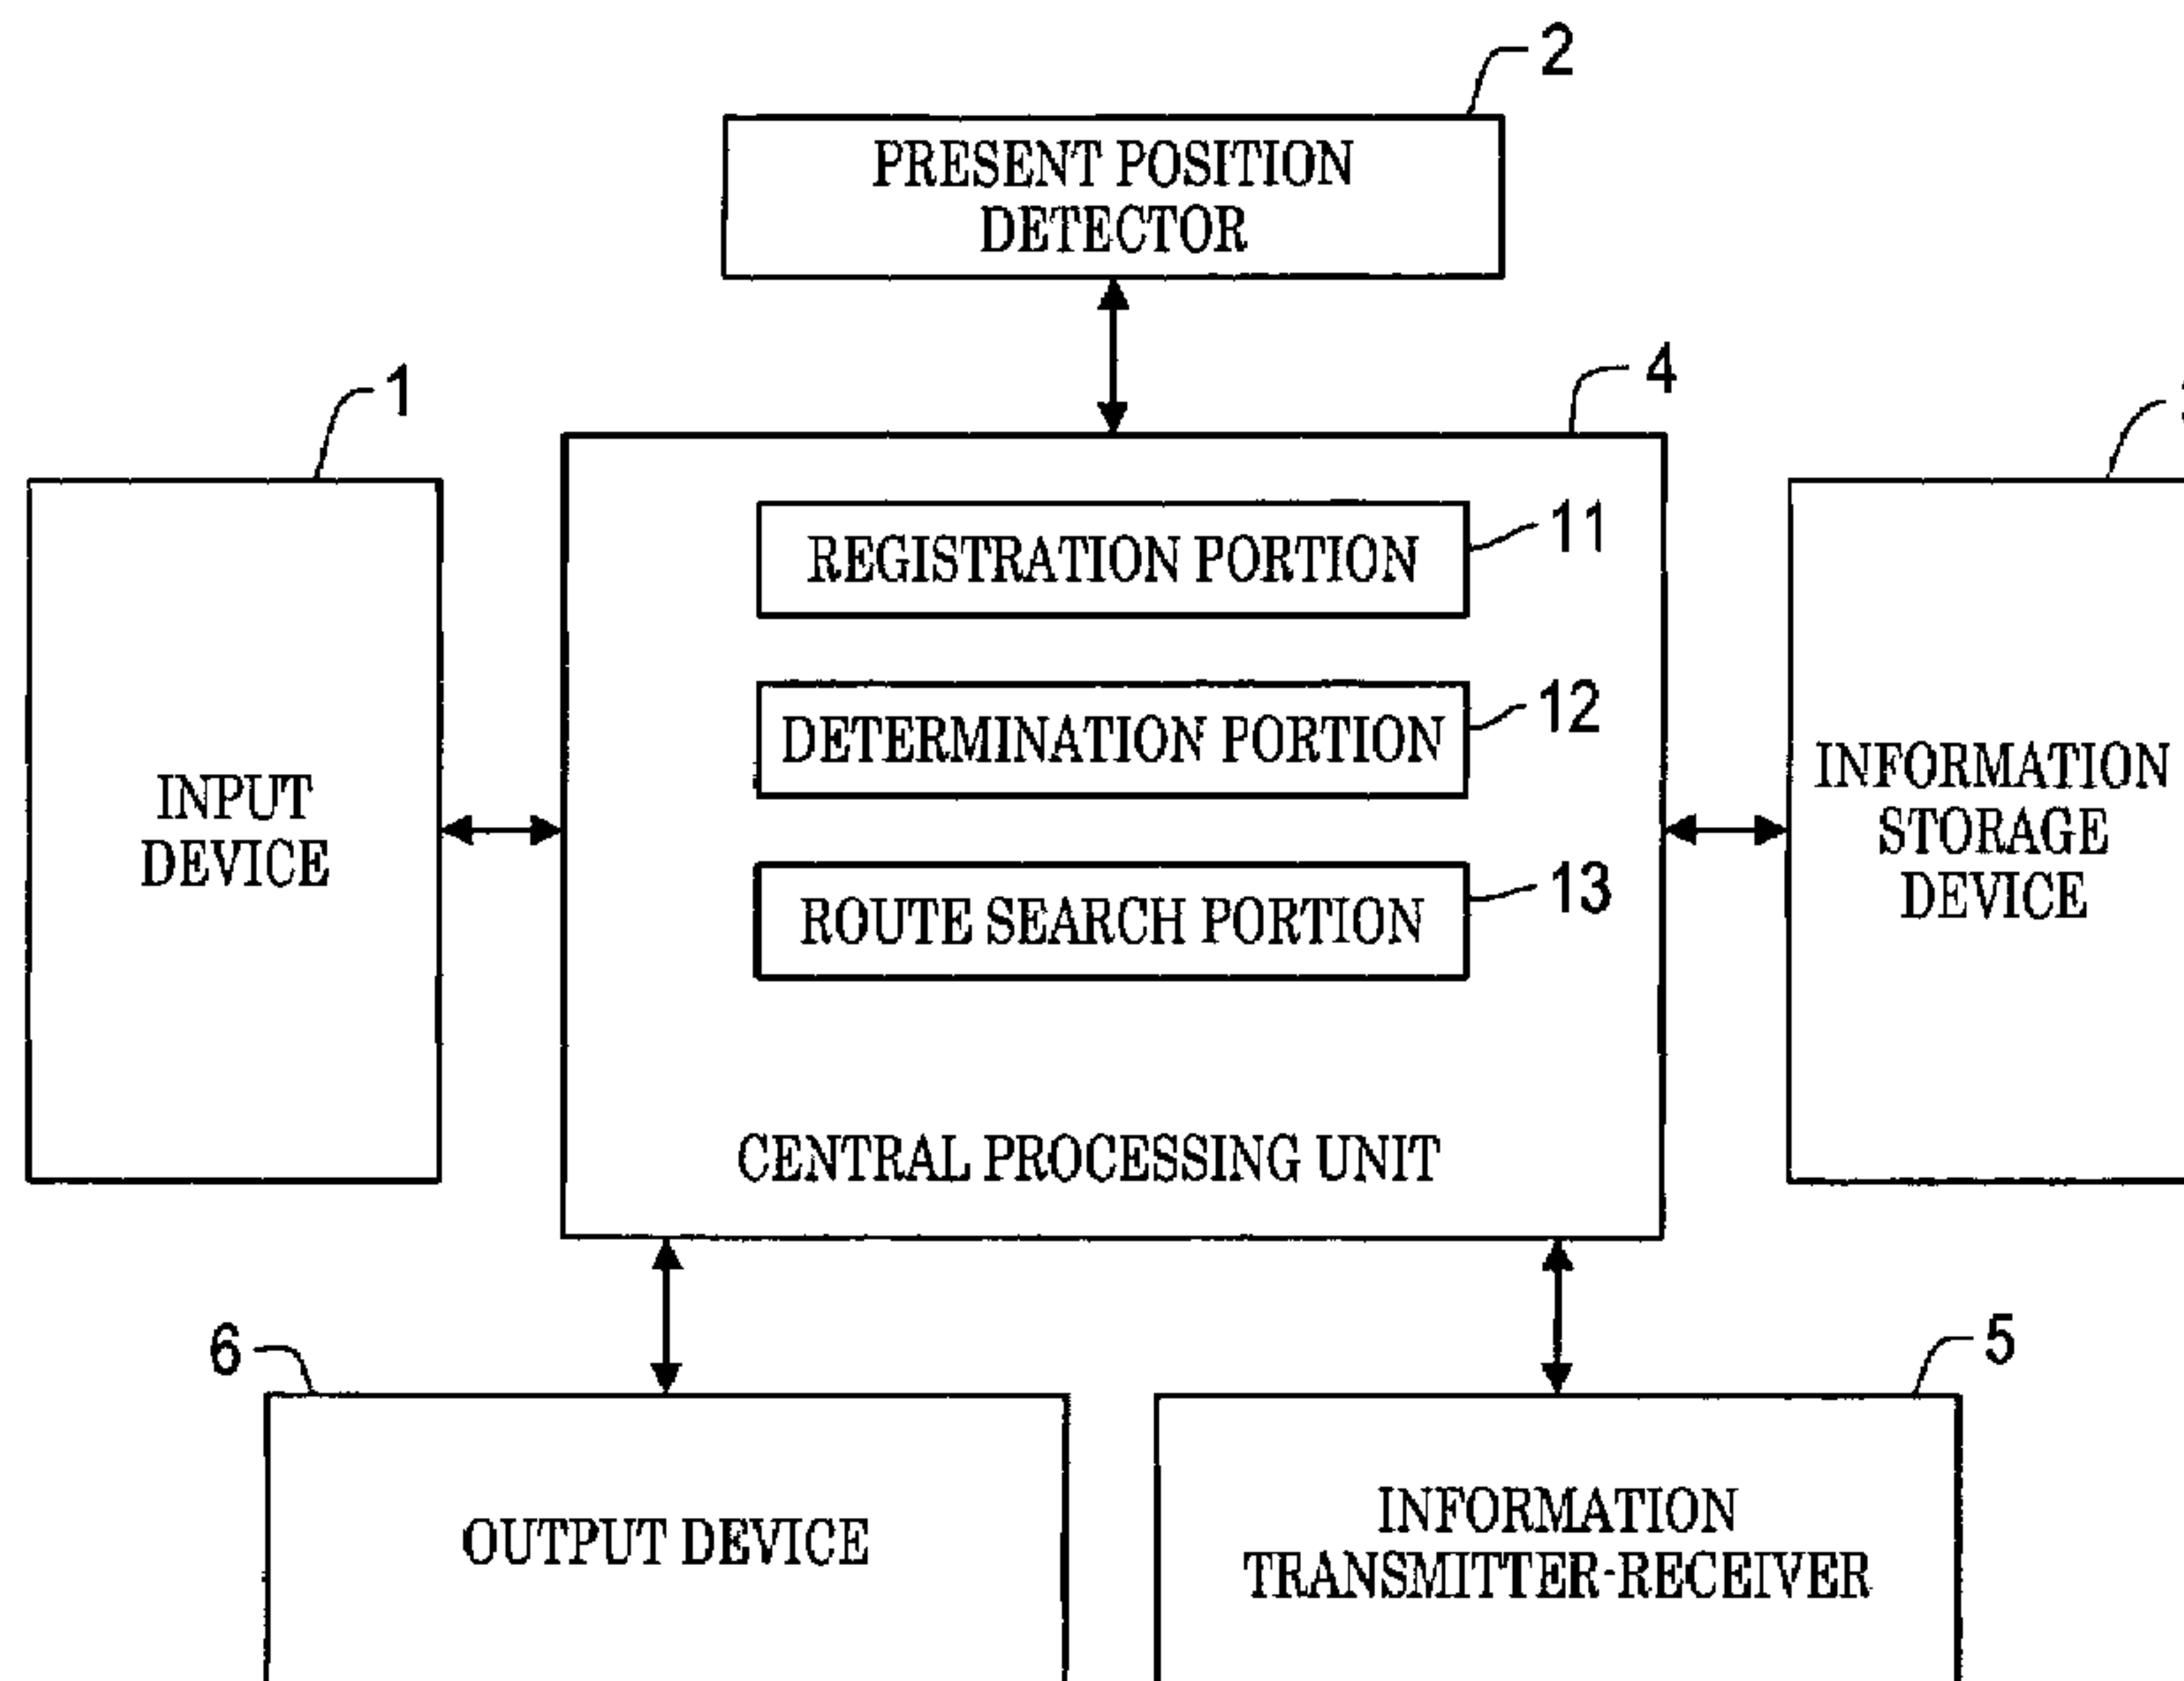 2
PRESENT POSITION
DETECTOR
1
4
REGISTRATION PORTION
11
DETERMINATION PORTION
12
ROUTE SEARCH PORTION
13
CENTRAL PROCESSING UNIT
INPUT
DEVICE
INFORMATION
STORAGE
DEVICE
6
5
OUTPUT DEVICE
INFORMATION
TRANSMITTER-RECEIVER